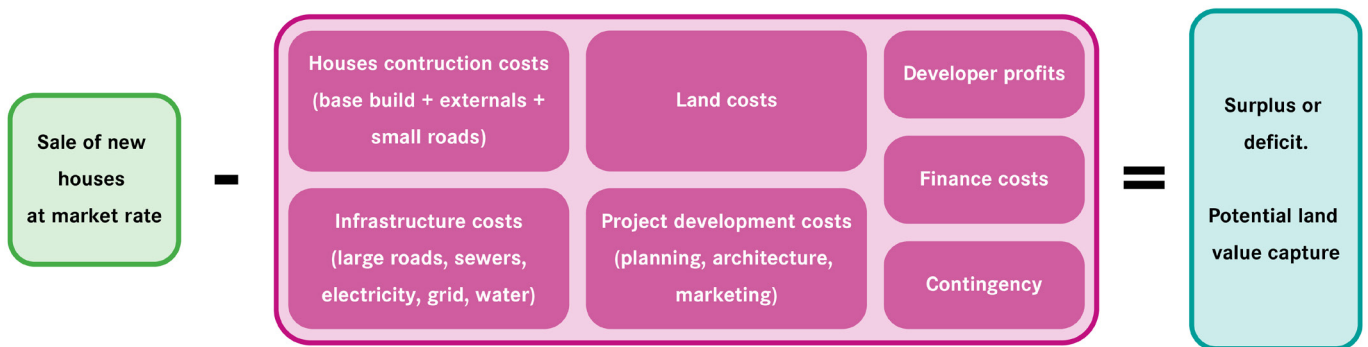 Sale of new
houses
at market rate
-
Houses contruction costs
(base build + externals +
small roads)
Land costs
Developer profits
Finance costs
Infrastructure costs
(large roads, sewers,
electricity, grid, water)
Project development costs
(planning, architecture,
marketing)
Contingency
=
Surplus or
deficit.
Potential land
value capture